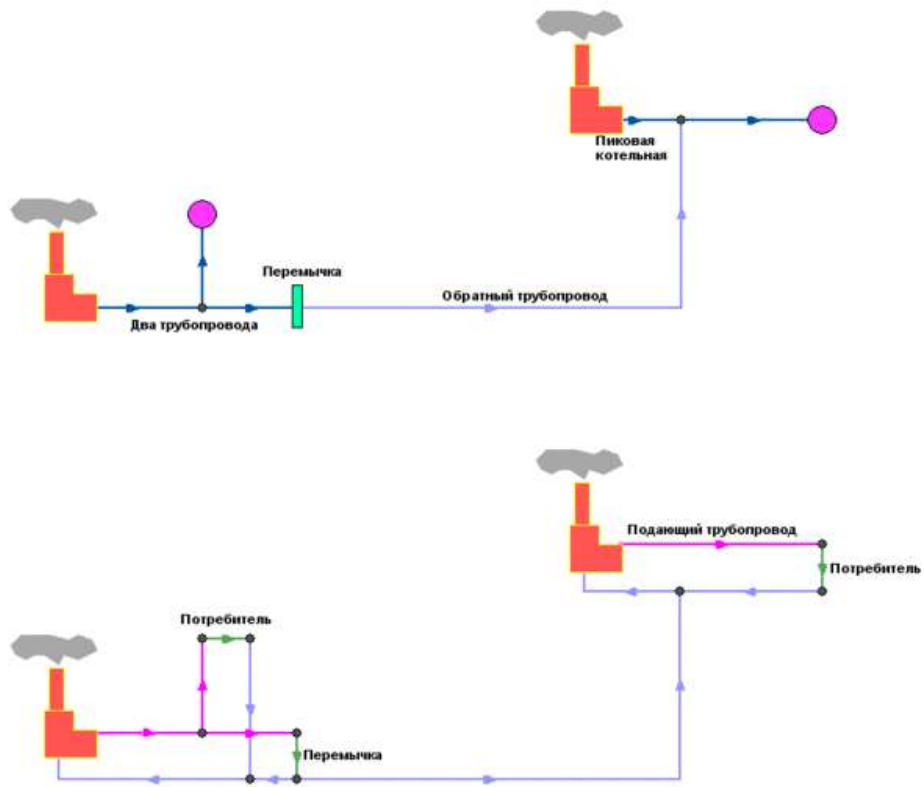 Пиковая
котельная
Перемычка
Обратный трубопровод
Два трубопровода
Подающий трубопровод
Потребитель
Потребитель
Перемычка